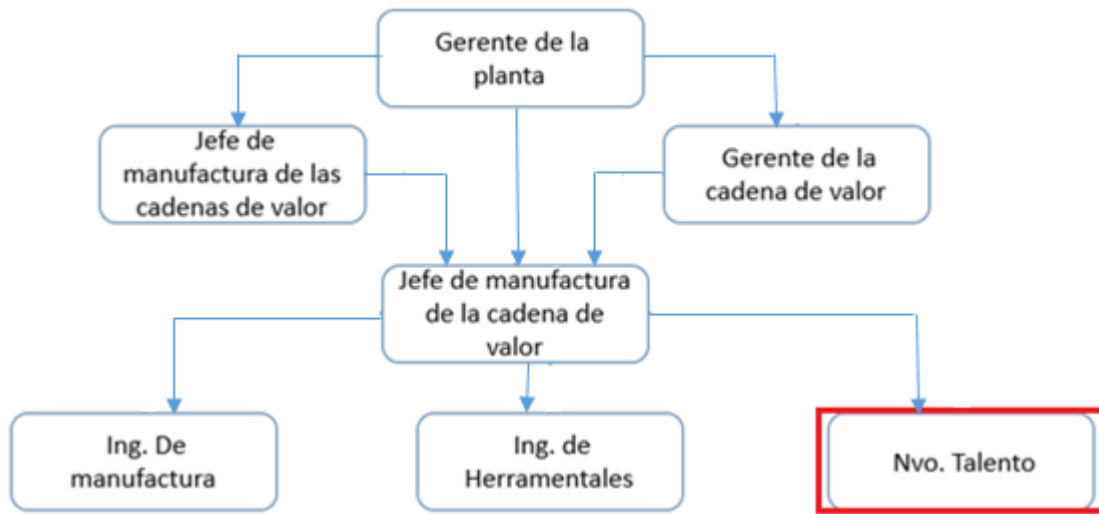 Gerente de la
planta
Jefe de
manufactura de las
cadenas de valor
Gerente de la
cadena de valor
Jefe de manufactura
de la cadena de
valor
Ing. De
manufactura
Ing. de
Herramentales
Nvo. Talento